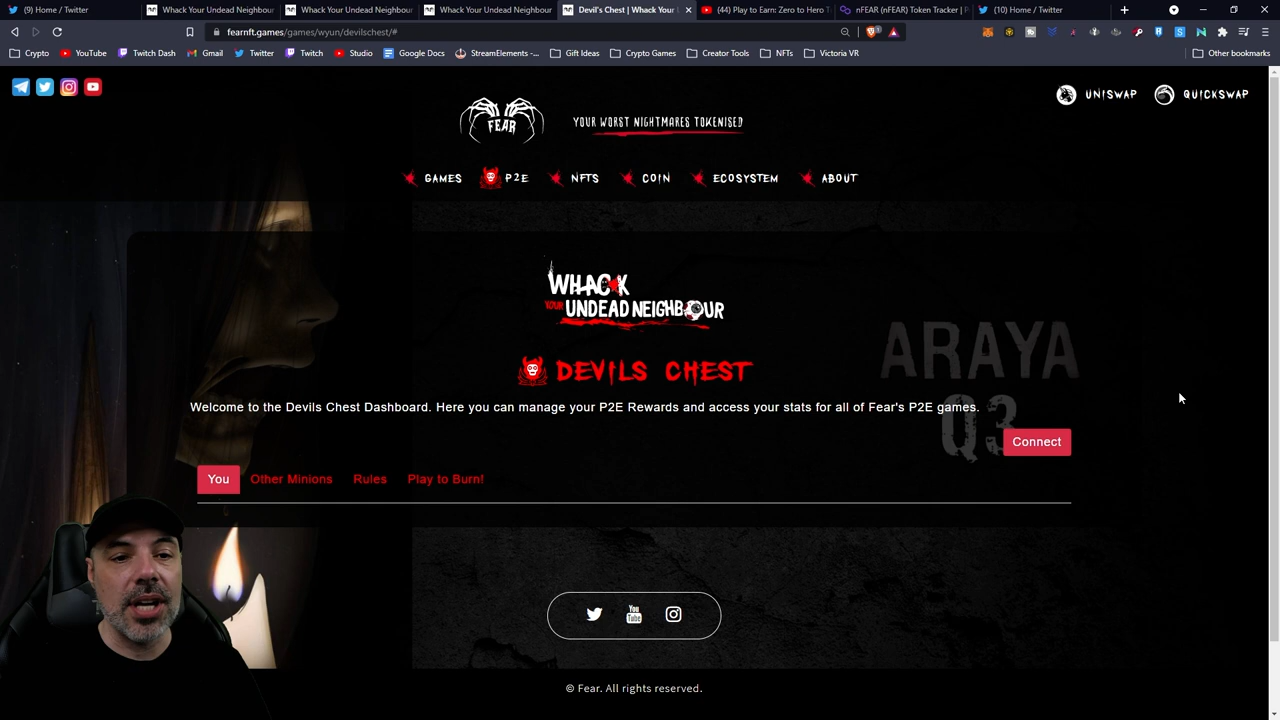 (9) Home / Twitter
Whack Your Undead Neighbour
Whack Your Undead Neighbour
Whack Your Undead Neighbour
Devil's Chest | Whack Your U
(44) Play to Earn: Zero to Hero T
nFEAR (nFEAR) Token Tracker | P
(10) Home / Twitter
fearnft.games/games/wyun/devilschest/#
Crypto
YouTube
Twitch Dash
Gmail
Twitter
Twitch
Studio
Google Docs
Streamements -...
Gift Ideas
Crypto Games
Creator Tools
NFTs
Victoria VR
Other bookmarks
UNISWAP
QUICKSWAP
FEAR
YOUR WORST NIGHTMARES TOKENISED
GAMES
P2E
NFTS
COIN
ECOSYSTEM
ABOUT
WHACK
YOUR UNDEAD NEIGHBOUR
DEVILS CHEST
ARAYA
Q3
Welcome to the Devils Chest Dashboard. Here you can manage your P2E Rewards and access your stats for all of Fear's P2E games.
Connect
You
Other Minions
Rules
Play to Burn!
You
Tube
© Fear. All rights reserved.